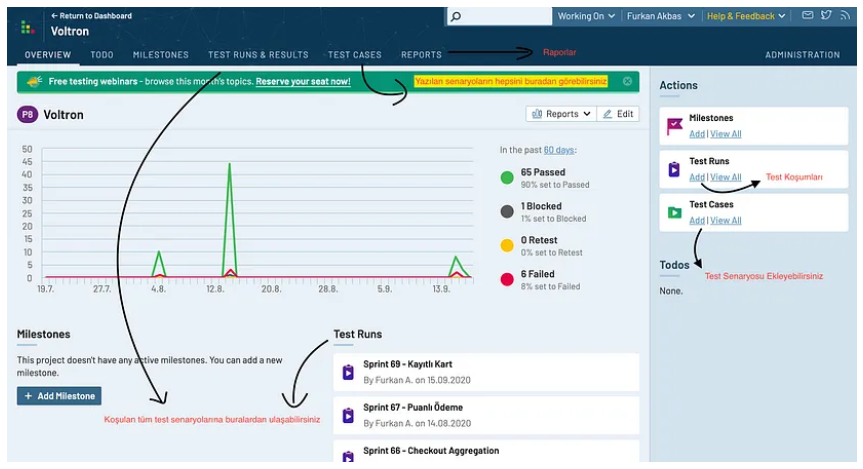 ← Return to Dashboard
Voltron
Working On
Furkan Akbas
Help & Feedback
OVERVIEW TODO MILESTONES TEST RUNS & RESULTS TEST CASES REPORTS
Raporlar
ADMINISTRATION
Free testing webinars - browse this month's topics. Reserve your seat now!
Yazılan senaryoların hepsini buradan görebilirsiniz
P8 Voltron
Reports
Edit
50
45
40
35
30
25
20
15
10
5
0
19.7. 27.7. 4.8. 12.8. 20.8. 28.8. 5.9. 13.9.
In the past 60 days:
65 Passed
90% set to Passed
1 Blocked
1% set to Blocked
0 Retest
0% set to Retest
6 Failed
8% set to Failed
Actions
Milestones
Add | View All
Test Runs
Add | View All
Test Koşumları
Test Cases
Add | View All
Todos
Test Senaryosu Ekleyebilirsiniz
None.
Milestones
This project doesn't have any active milestones. You can add a new
milestone.
+ Add Milestone
Koşulan tüm test senaryolarına buralardan ulaşabilirsiniz
Test Runs
Sprint 69 - Kayıtlı Kart
By Furkan A. on 15.09.2020
Sprint 67 - Puanlı Ödeme
By Furkan A. on 14.08.2020
Sprint 66 - Checkout Aggregation